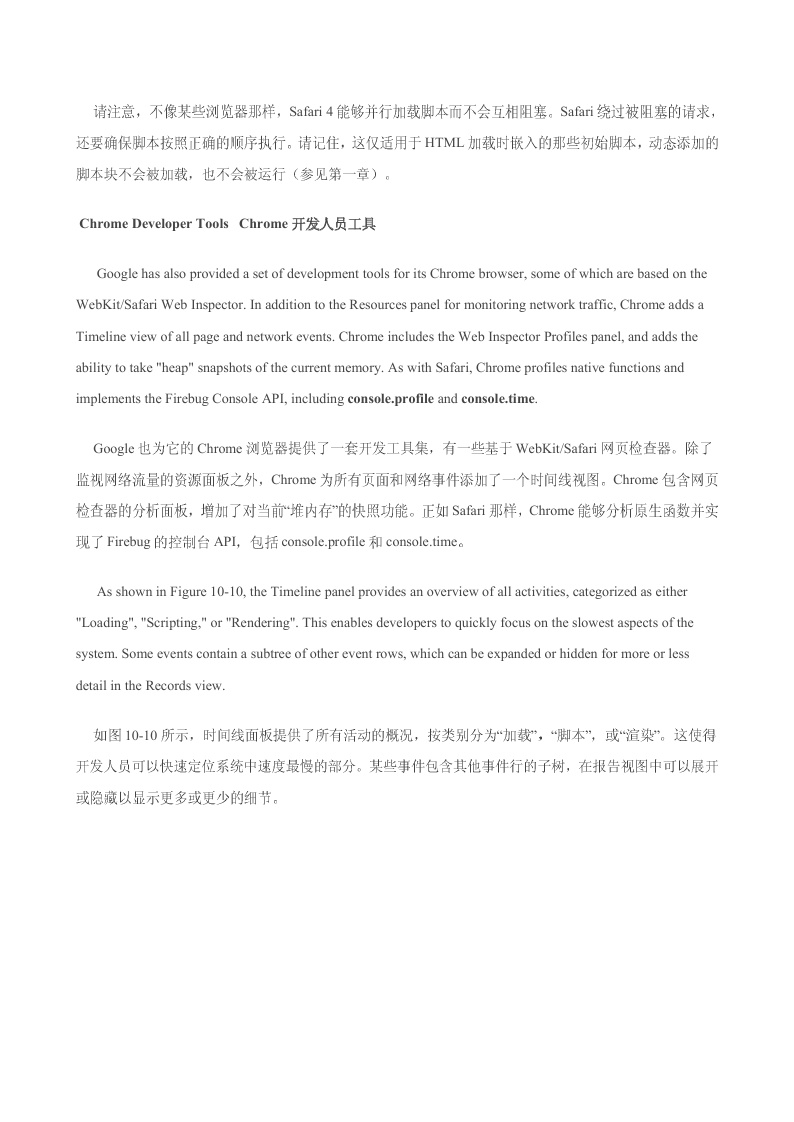 请注意，不像某些浏览器那样，Safari 4 能够并行加载脚本而不会互相阻塞。Safari 绕过被阻塞的请求，
还要确保脚本按照正确的顺序执行。请记住，这仅适用于 HTML 加载时嵌入的那些初始脚本，动态添加的
脚本块不会被加载，也不会被运行（参见第一章）。
Chrome Developer Tools Chrome 开发人员工具
Google has also provided a set of development tools for its Chrome browser, some of which are based on the
WebKit/Safari Web Inspector. In addition to the Resources panel for monitoring network traffic, Chrome adds a
Timeline view of all page and network events. Chrome includes the Web Inspector Profiles panel, and adds the
ability to take "heap" snapshots of the current memory. As with Safari, Chrome profiles native functions and
implements the Firebug Console API, including console.profile and console.time.
Google 也为它的 Chrome 浏览器提供了一套开发工具集，有一些基于 WebKit/Safari 网页检查器。除了
监视网络流量的资源面板之外，Chrome 为所有页面和网络事件添加了一个时间线视图。Chrome 包含网页
检查器的分析面板，增加了对当前“堆内存”的快照功能。正如 Safari 那样，Chrome 能够分析原生函数并实
现了 Firebug 的控制台 API，包括 console.profile 和 console.time。
As shown in Figure 10-10, the Timeline panel provides an overview of all activities, categorized as either
"Loading", "Scripting," or "Rendering". This enables developers to quickly focus on the slowest aspects of the
system. Some events contain a subtree of other event rows, which can be expanded or hidden for more or less
detail in the Records view.
如图 10-10 所示，时间线面板提供了所有活动的概况，按类别分为“加载”，“脚本”，或“渲染”。这使得
开发人员可以快速定位系统中速度最慢的部分。某些事件包含其他事件行的子树，在报告视图中可以展开
或隐藏以显示更多或更少的细节。